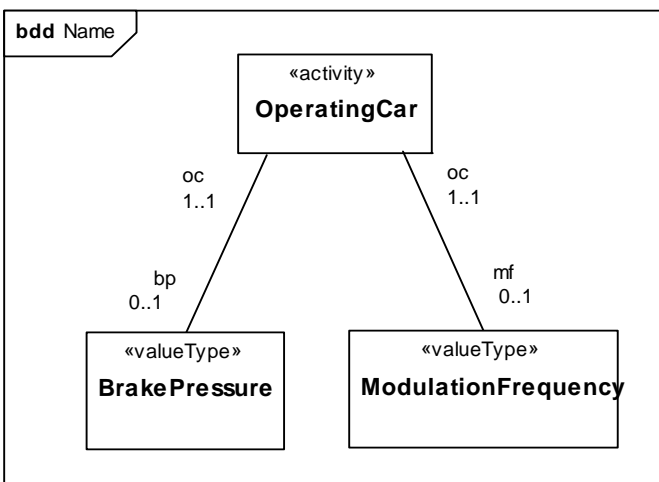 bdd Name
«activity»
OperatingCar
oc
1..1
oc
1..1
bp
0..1
mf
0..1
«valueType»
BrakePressure
«valueType»
ModulationFrequency